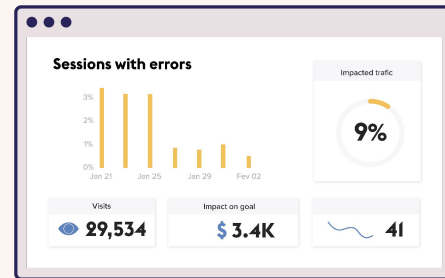 Sessions with errors
3%
2%
1%
0%
Jan 21 Jan 25 Jan 29 Fev 02
Impacted trafic
9%
Visits
29,534
Impact on goal
$ 3.4K
41